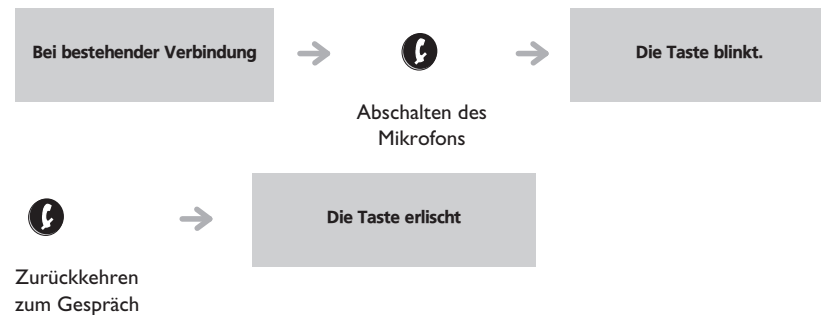 Bei bestehender Verbindung
Die Taste blinkt.
Abschalten des
Mikrofons
Die Taste erlischt
Zurückkehren
zum Gespräch